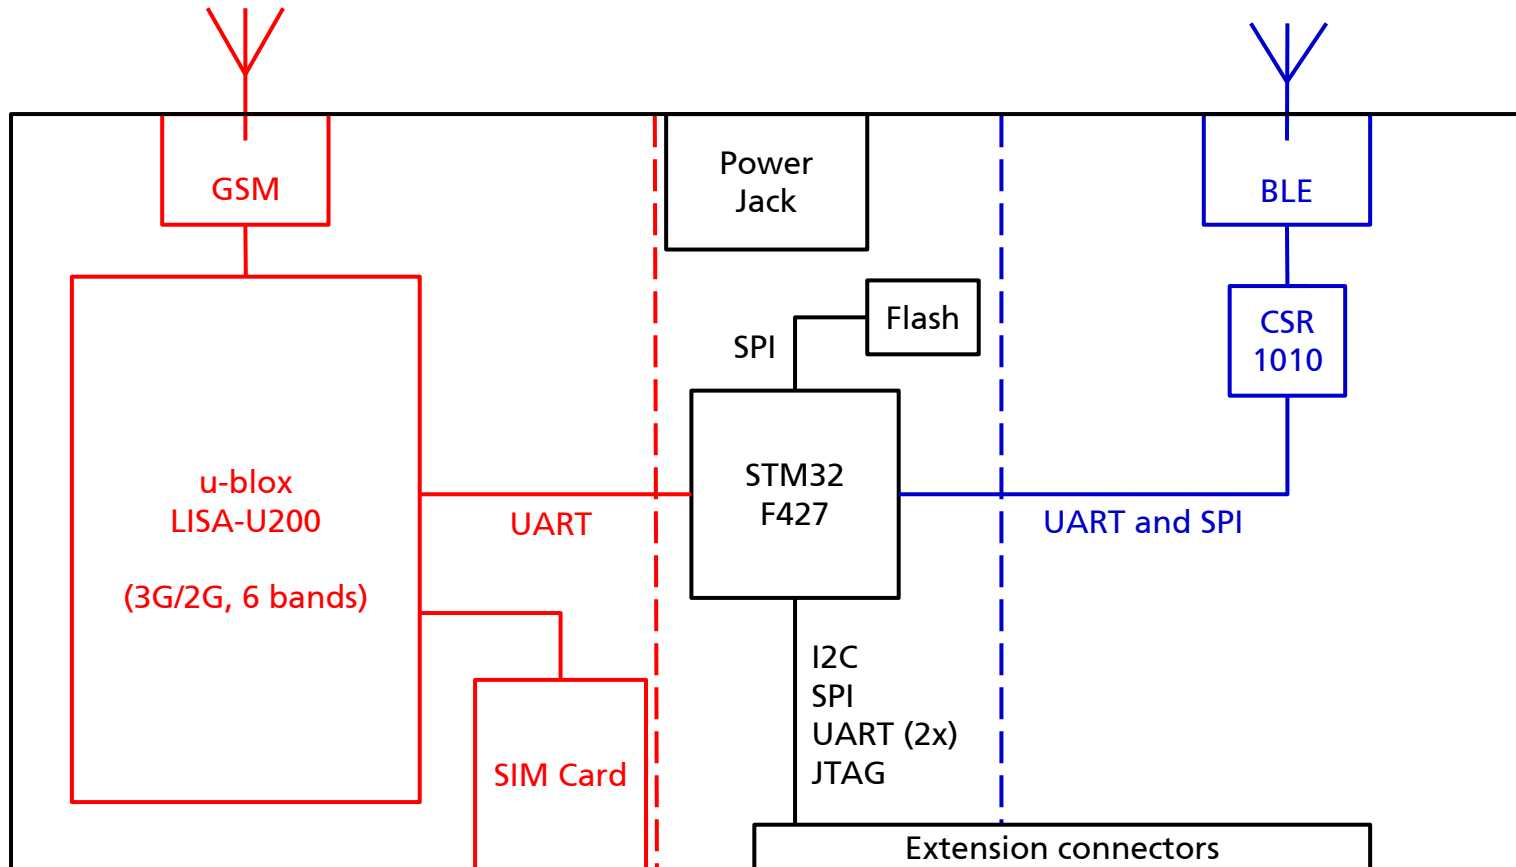 GSM
Power
Jack
BLE
Flash
SPI
CSR
1010
u-blox
LISA-U200
(3G/2G, 6 bands)
UART
STM32
F427
UART and SPI
I2C
SPI
UART (2x)
JTAG
SIM Card
Extension connectors